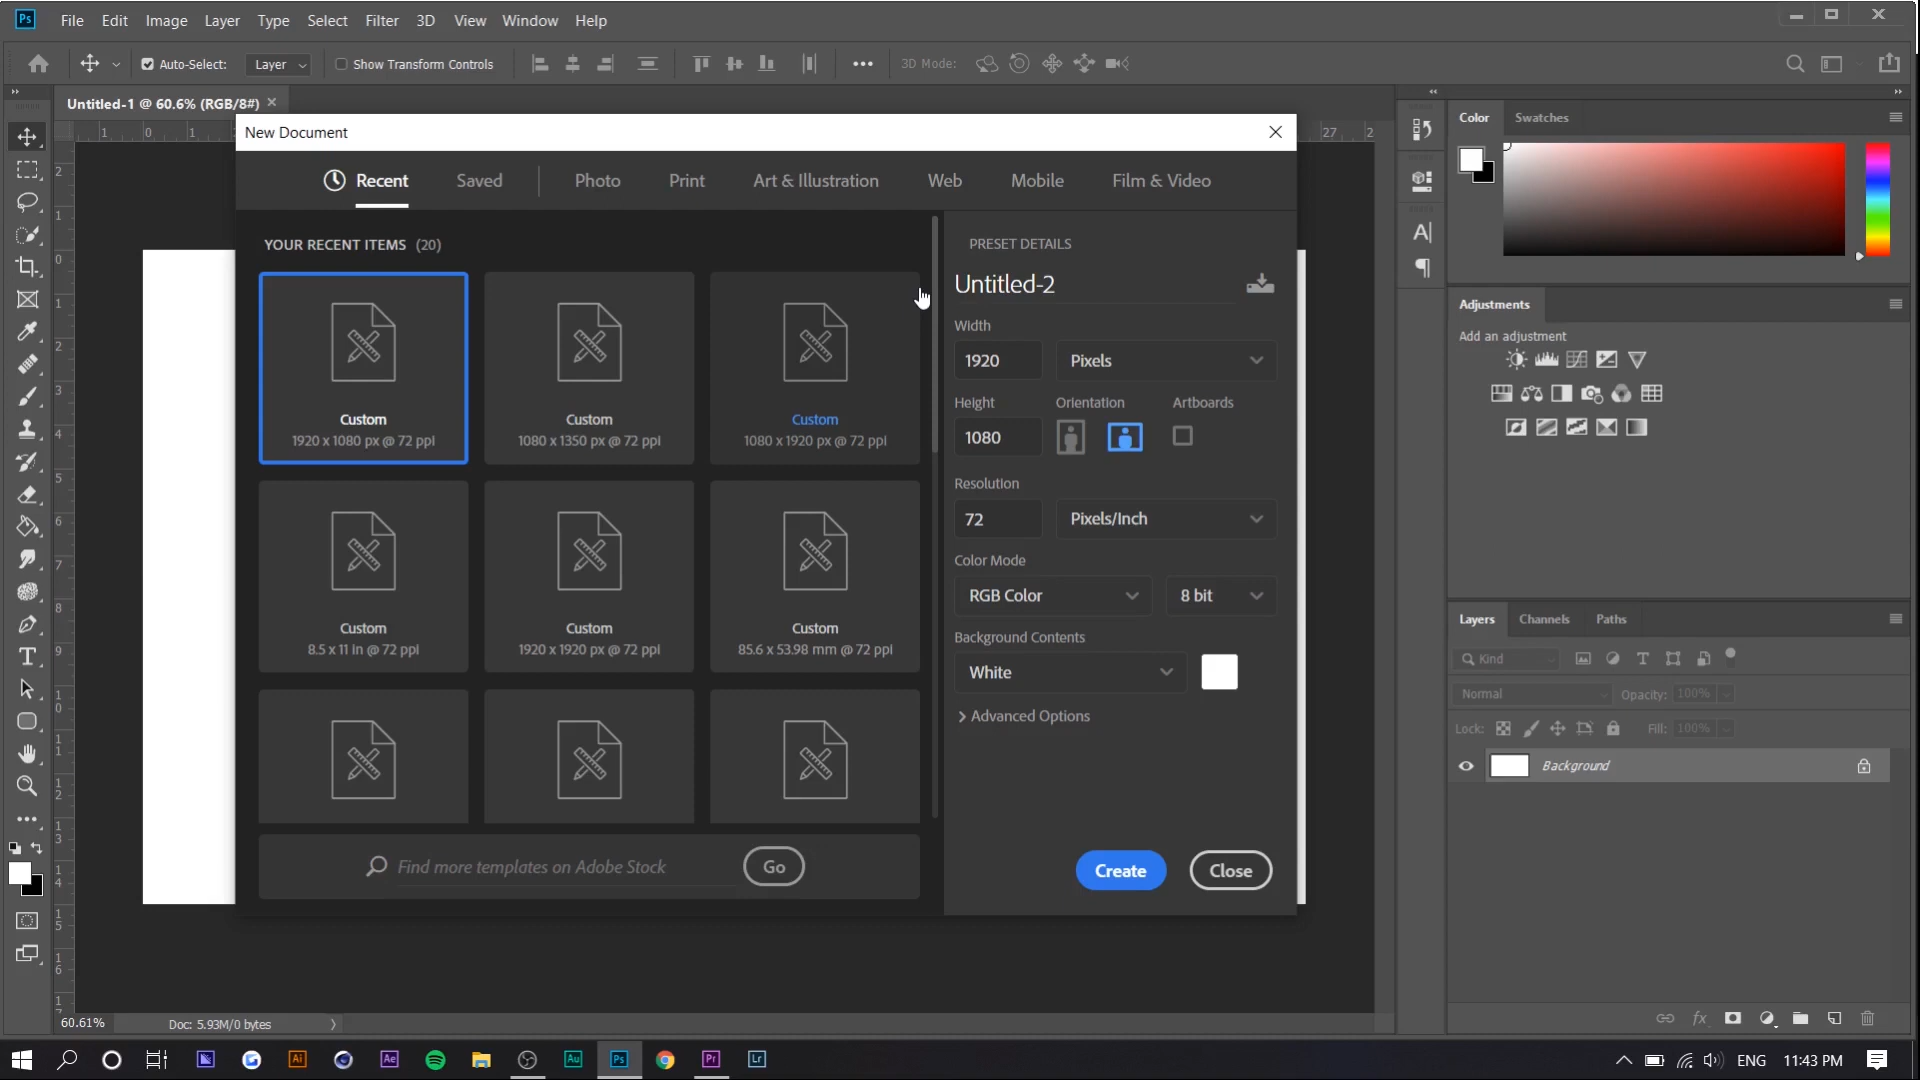 Ps File Edit Image Layer Type Select Filter 3D View Window Help
Auto-Select: Layer Show Transform Controls 3D Mode:
Untitled-1 @ 60.6% (RGB/8#)
New Document
Recent Saved Photo Print Art & Illustration Web Mobile Film & Video
YOUR RECENT ITEMS (20)
Custom
1920 x 1080 px @ 72 ppi
Custom
1080 x 1350 px @ 72 ppi
Custom
1080 x 1920 px @ 72 ppi
Custom
8.5 x 11 in @ 72 ppi
Custom
1920 x 1920 px @ 72 ppi
Custom
85.6 x 53.98 mm @ 72 ppi
Find more templates on Adobe Stock Go
PRESET DETAILS
Untitled-2
Width
1920 Pixels
Height Orientation Artboards
1080
Resolution
72 Pixels/Inch
Color Mode
RGB Color 8 bit
Background Contents
White
Advanced Options
Create Close
Color Swatches
Adjustments
Add an adjustment
Layers Channels Paths
Kind
Normal Opacity: 100%
Lock: Fill: 100%
Background
60.61% Doc: 5.93M/0 bytes
Ai Ae Au Ps Pr Lr ENG 11:43 PM